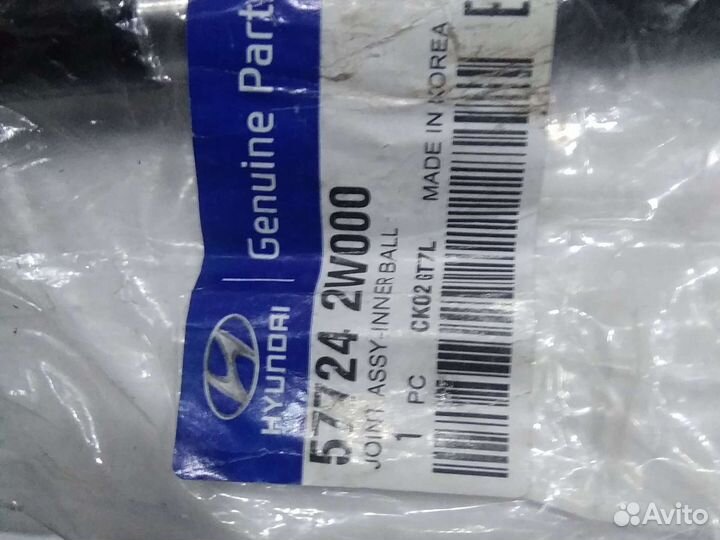 HYUNDAI | Genuine Parts
57724 2W000
JOINT ASSY-INNER BALL
1 PC CK02 GT7L MADE IN KOREA
E
Avito